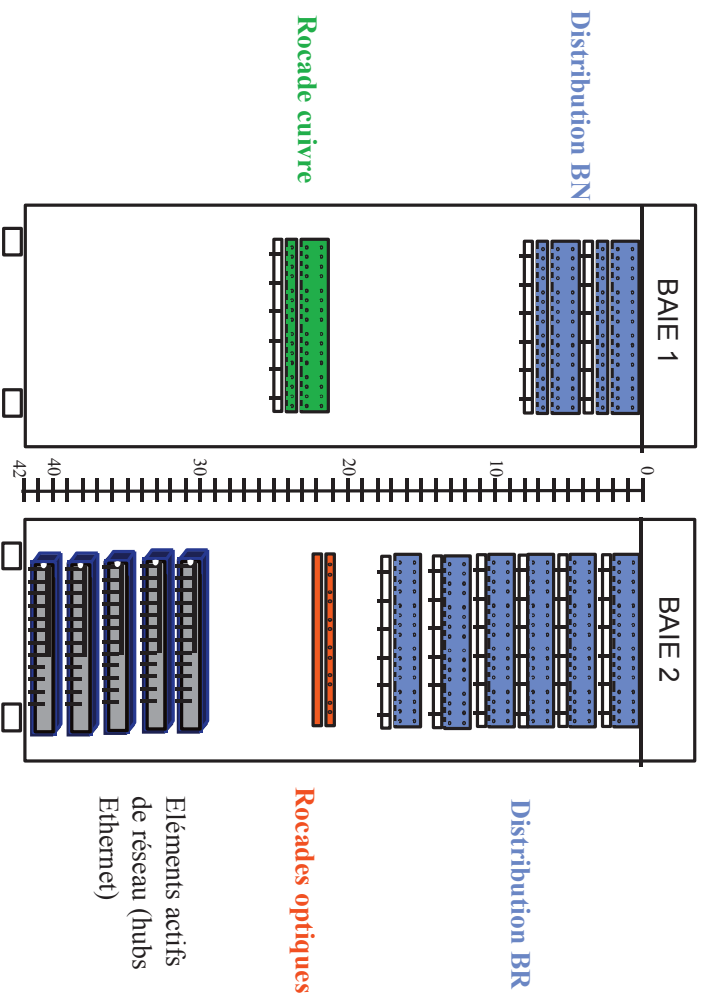 Distribution BN
Rocade cuivre
BAIE 1
0
10
20
30
40
42
BAIE 2
Distribution BR
Rocades optiques
Eléments actifs
de réseau (hubs
Ethernet)